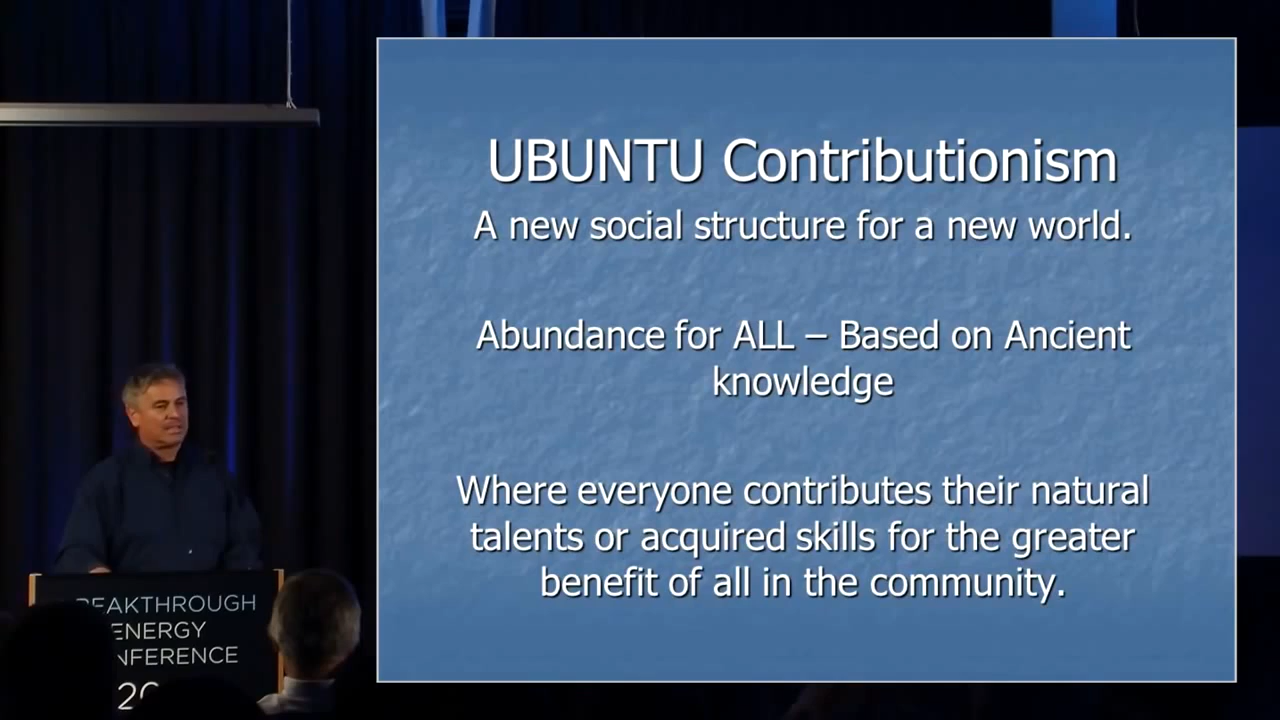 UBUNTU Contributionism
A new social structure for a new world.
Abundance for ALL – Based on Ancient
knowledge
Where everyone contributes their natural
talents or acquired skills for the greater
benefit of all in the community.
ENERGY